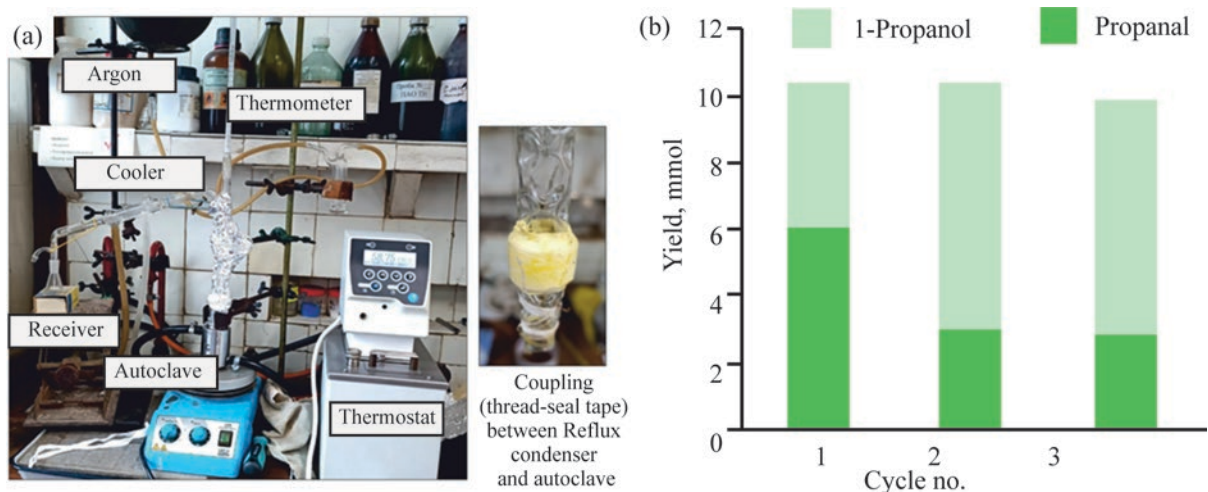 (a)
Argon
Thermometer
Cooler
Receiver
Autoclave
Thermostat
Coupling
(thread-seal tape)
between Reflux
condenser
and autoclave
(b)
1-Propanol
Propanal
Yield, mmol
12
10
8
6
4
2
0
1 2 3
Cycle no.